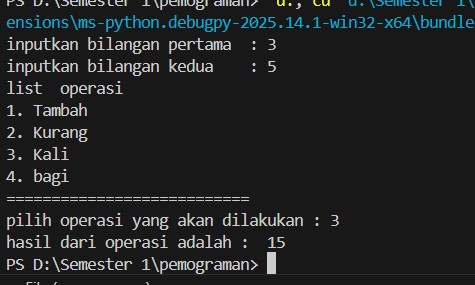 PS D:\Semester 1\pemograman> d:; cd 'd:\Semester 1\
ensions\ms-python.debugpy-2025.14.1-win32-x64\bundle
inputkan bilangan pertama  : 3
inputkan bilangan kedua    : 5
list  operasi
1. Tambah
2. Kurang
3. Kali
4. bagi
===========================
pilih operasi yang akan dilakukan : 3
hasil dari operasi adalah :  15
PS D:\Semester 1\pemograman>